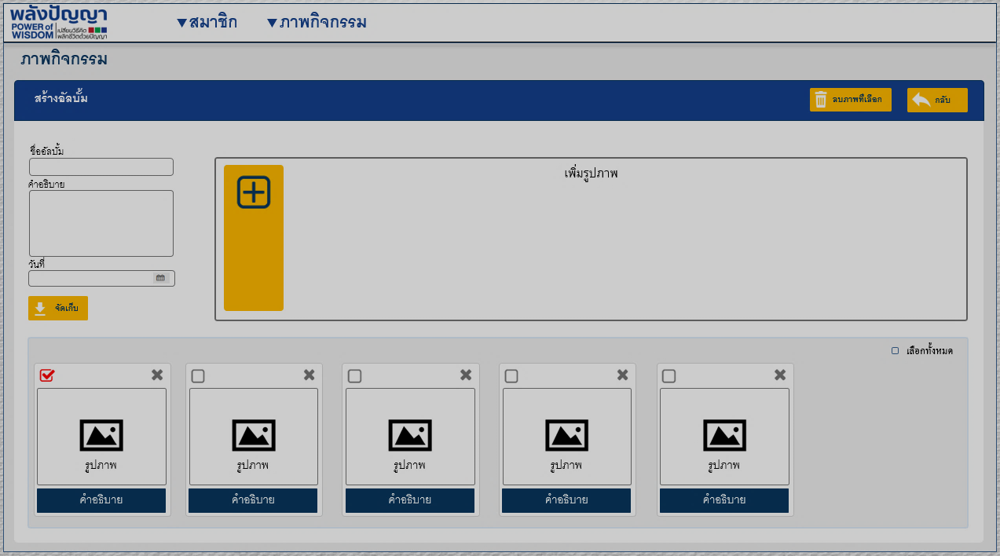 พลังปัญญา
POWER of
WISDOM
เปลี่ยนวิธีคิด
พลิกชีวิตด้วยปัญญา
▼สมาชิก ▼ภาพกิจกรรม
ภาพกิจกรรม
สร้างอัลบั้ม ลบภาพที่เลือก กลับ
ชื่ออัลบั้ม
เพิ่มรูปภาพ
คำอธิบาย
วันที่
จัดเก็บ
เลือกทั้งหมด
รูปภาพ รูปภาพ รูปภาพ รูปภาพ รูปภาพ
คำอธิบาย คำอธิบาย คำอธิบาย คำอธิบาย คำอธิบาย